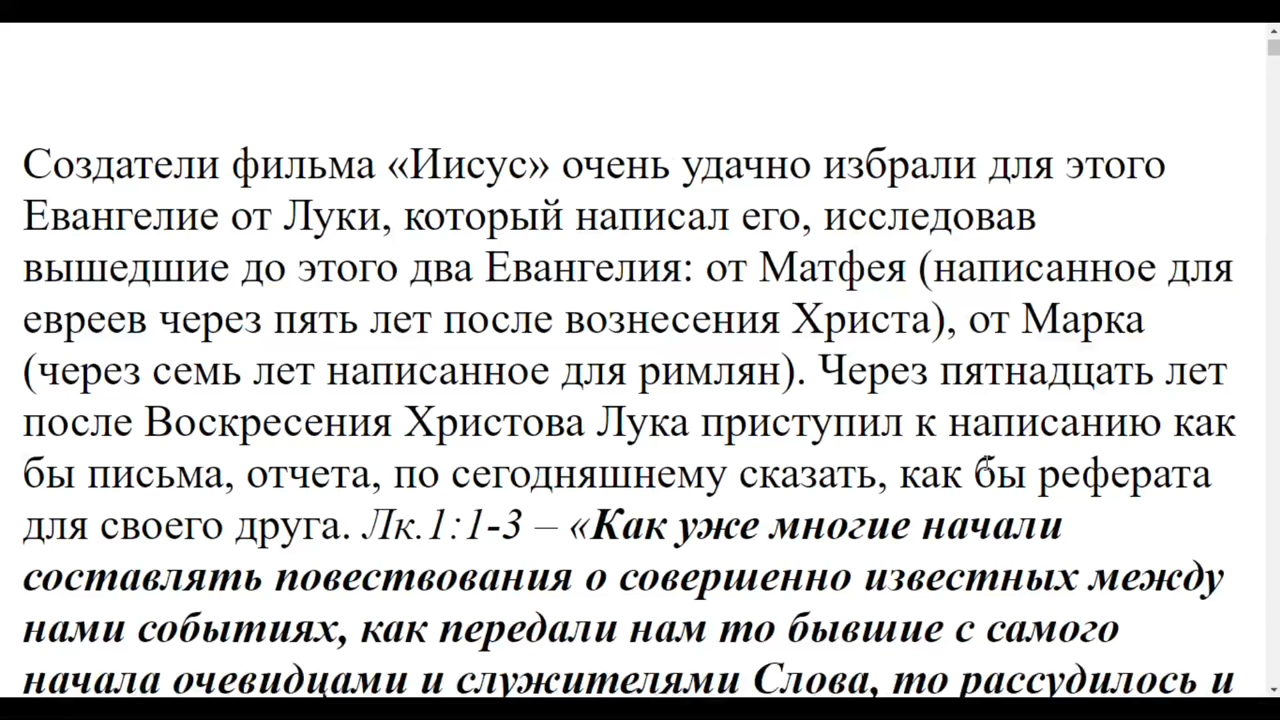 Создатели фильма «Иисус» очень удачно избрали для этого
Евангелие от Луки, который написал его, исследовав
вышедшие до этого два Евангелия: от Матфея (написанное для
евреев через пять лет после вознесения Христа), от Марка
(через семь лет написанное для римлян). Через пятнадцать лет
после Воскресения Христова Лука приступил к написанию как
бы письма, отчета, по сегодняшнему сказать, как бы реферата
для своего друга. Лк.1:1-3 – «Как уже многие начали
составлять повествования о совершенно известных между
нами событиях, как передали нам то бывшие с самого
начала очевидцами и служителями Слова, то рассудилось и